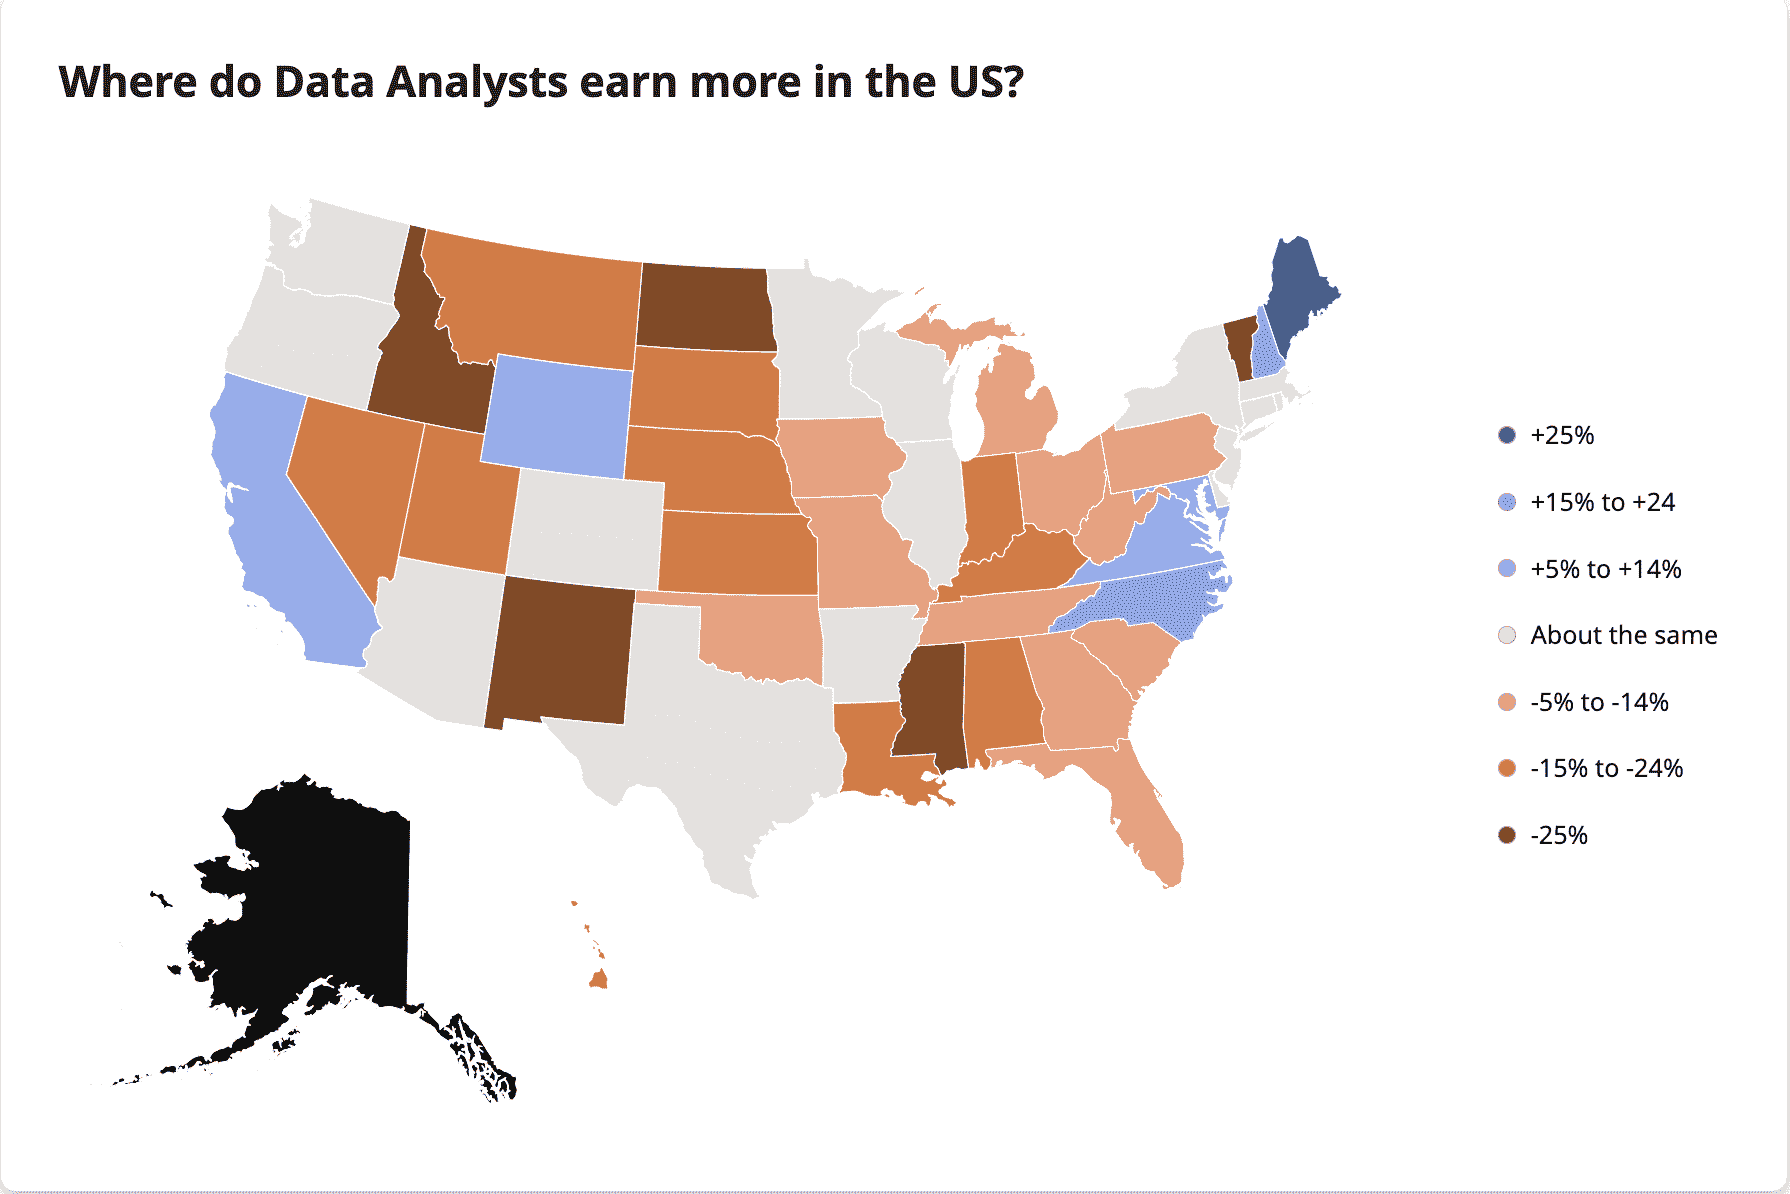 Where do Data Analysts earn more in the US?
+25%
+15% to +24
+5% to +14%
About the same
-5% to -14%
-15% to -24%
-25%